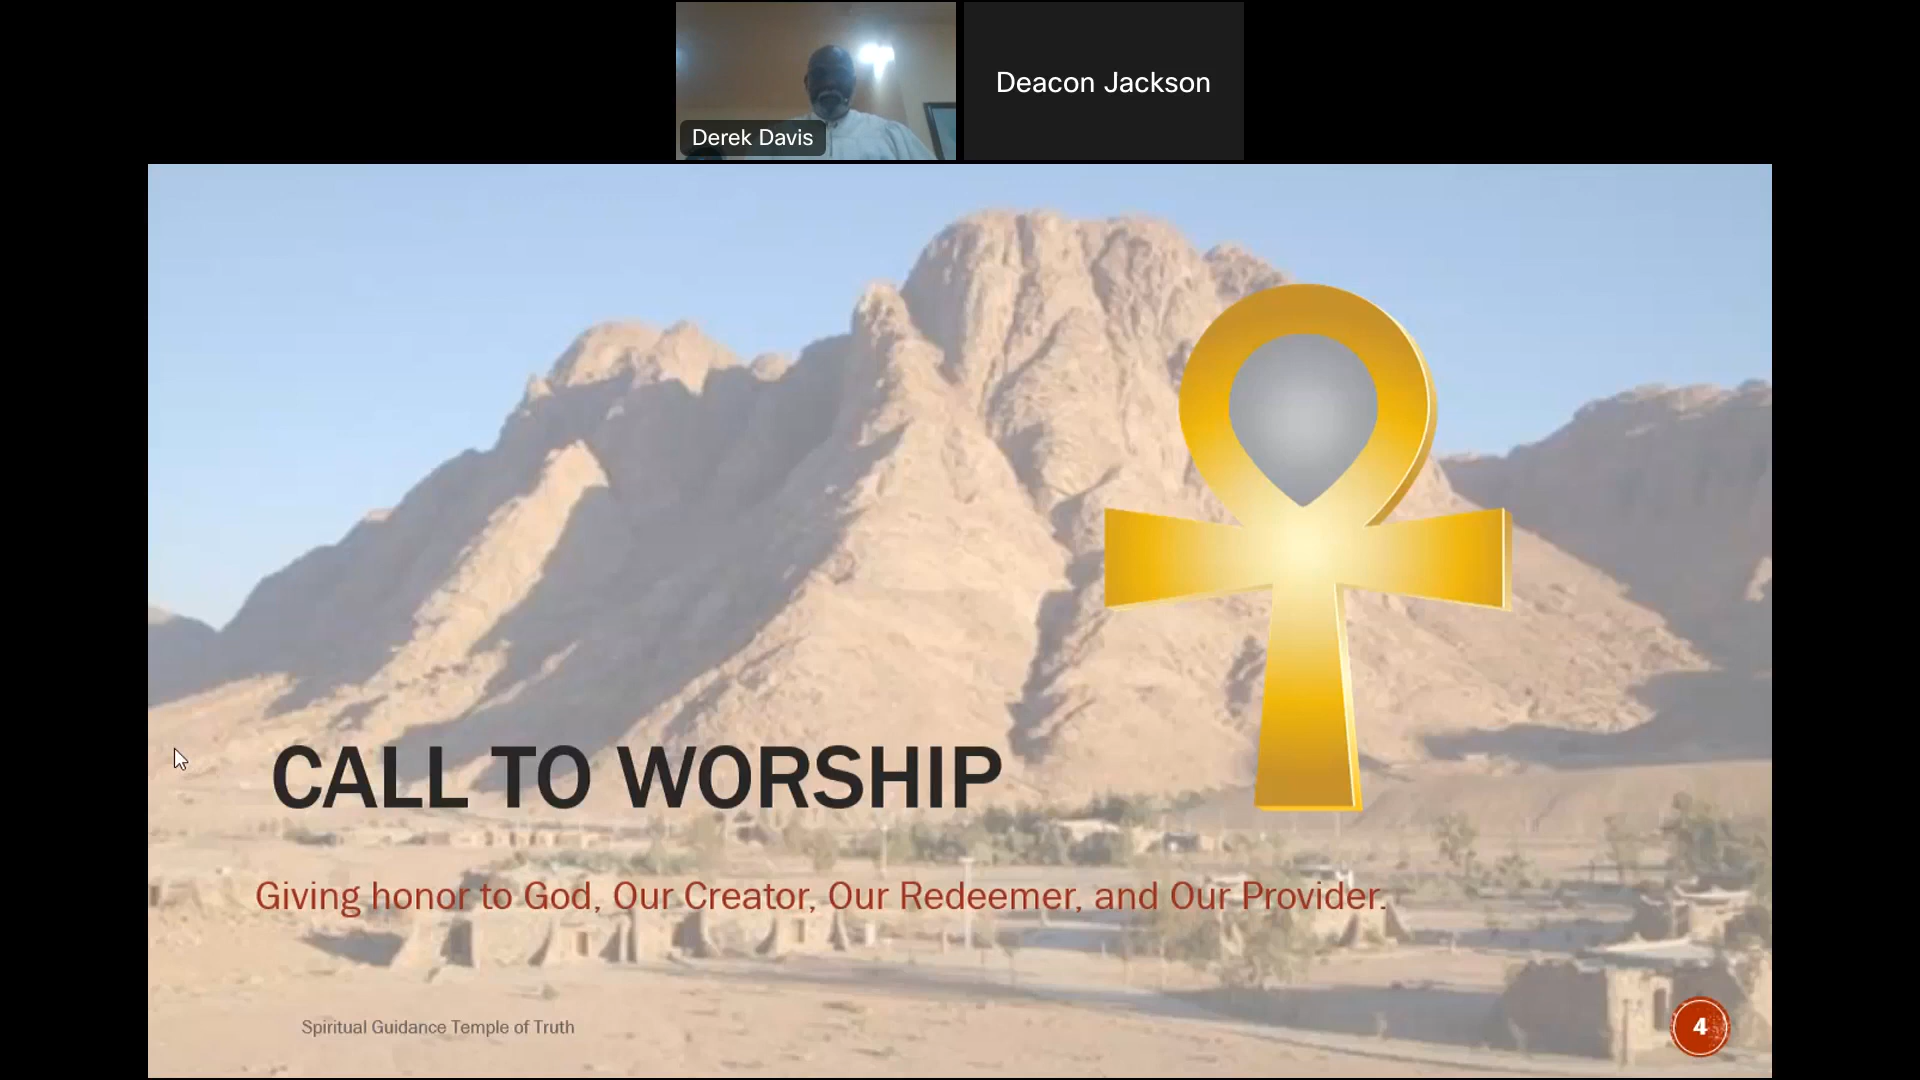 Derek Davis
Deacon Jackson
CALL TO WORSHIP
Giving honor to God, Our Creator, Our Redeemer, and Our Provider.
Spiritual Guidance Temple of Truth
4